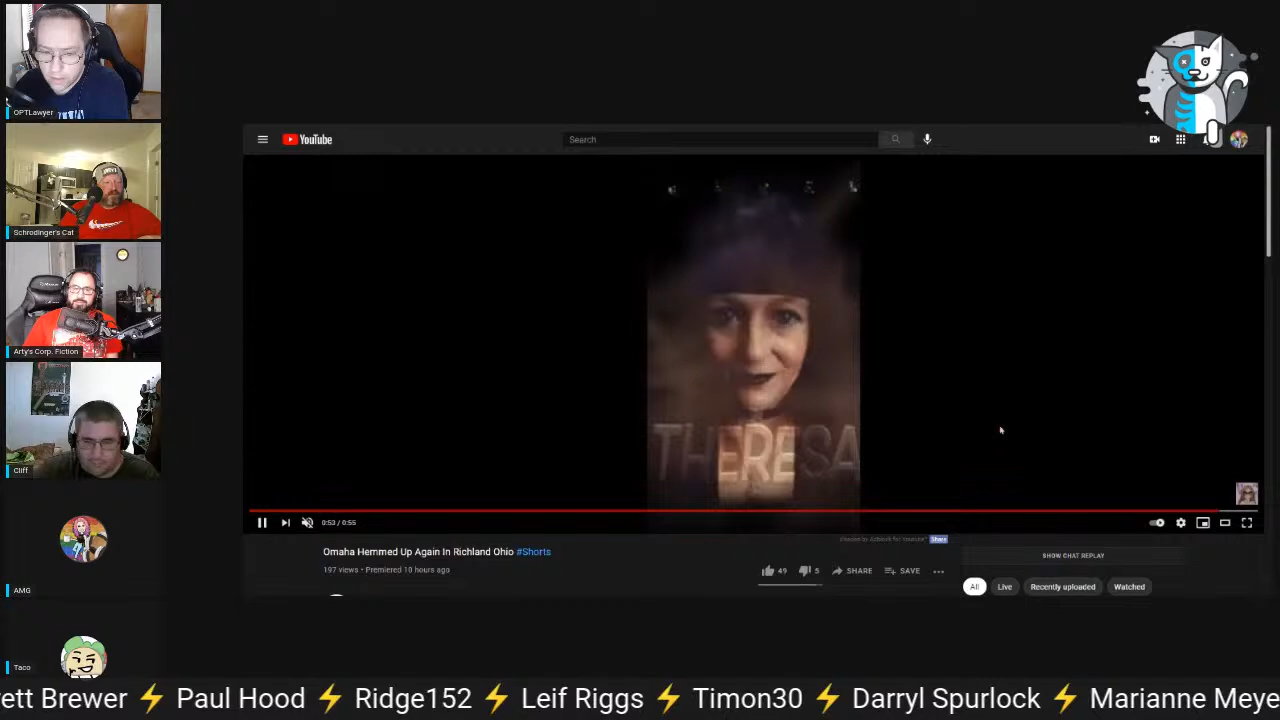 OPTLawyer
Schrodinger's Cat
Arty's Corp. Fiction
Cliff
AMG
Taco
YouTube
Search
THERESA
0:53 / 0:55
Share
Omaha Hemmed Up Again In Richland Ohio #Shorts
197 views • Premiered 10 hours ago
49
5
SHARE
SAVE
SHOW CHAT REPLAY
All
Live
Recently uploaded
Watched
ett Brewer ⚡ Paul Hood ⚡ Ridge152 ⚡ Leif Riggs ⚡ Timon30 ⚡ Darryl Spurlock ⚡ Marianne Meye